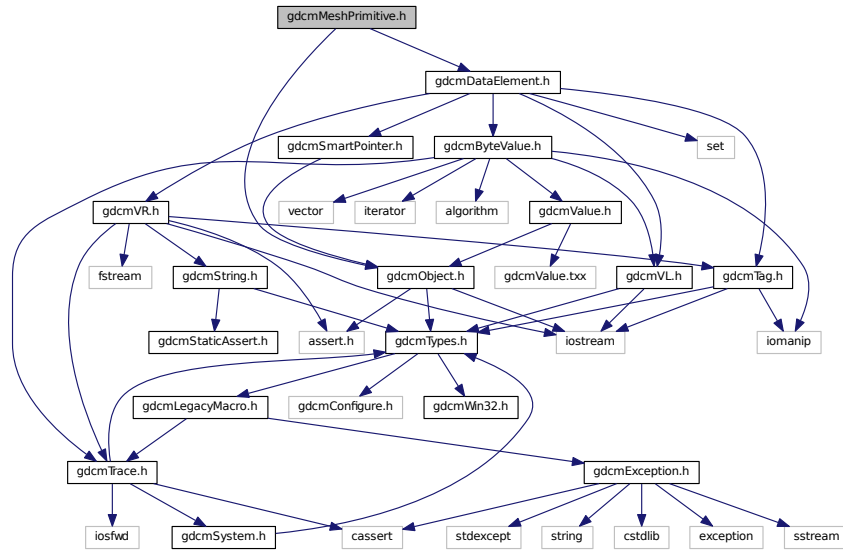 gdcmMeshPrimitive.h
gdcmDataElement.h
gdcmSmartPointer.h
gdcmByteValue.h
set
gdcmVR.h
vector
iterator
algorithm
gdcmValue.h
fstream
gdcmString.h
gdcmObject.h
gdcmValue.txx
gdcmVL.h
gdcmTag.h
gdcmStaticAssert.h
assert.h
gdcmTypes.h
iostream
iomanip
gdcmLegacyMacro.h
gdcmConfigure.h
gdcmWin32.h
gdcmTrace.h
gdcmException.h
iosfwd
gdcmSystem.h
cassert
stdexcept
string
cstdlib
exception
sstream